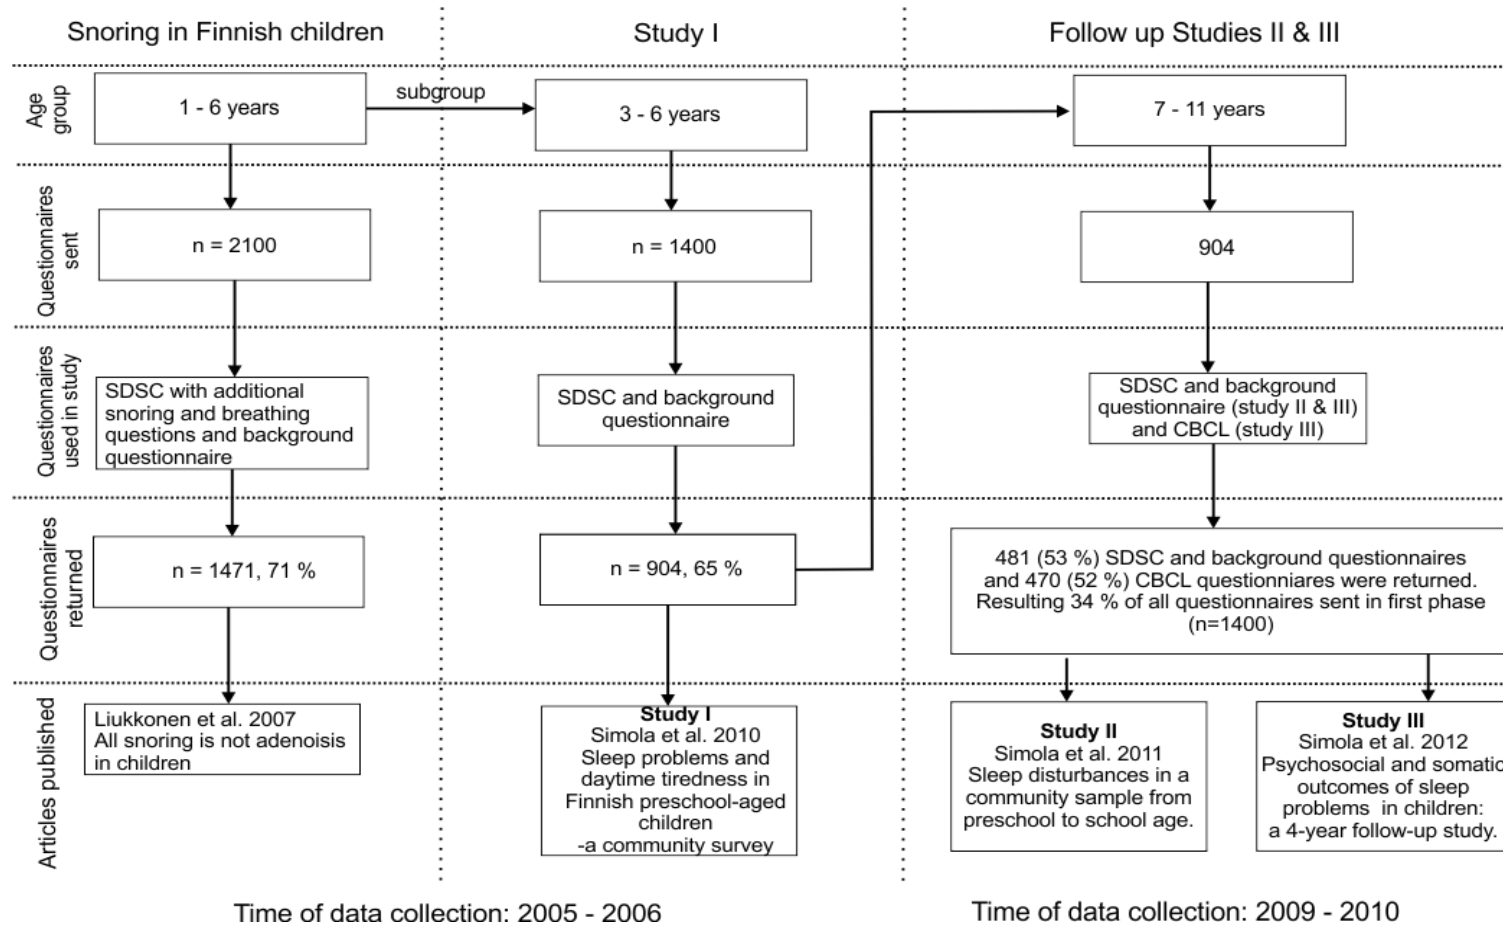 Snoring in Finnish children
Study I
Follow up Studies II & III
Age
group
1 - 6 years
subgroup
3 - 6 years
7 - 11 years
Questionnaires
sent
n = 2100
n = 1400
904
Questionnaires
used in study
SDSC with additional
snoring and breathing
questions and background
questionnaire
SDSC and background
questionnaire
SDSC and background
questionnaire (study II & III)
and CBCL (study III)
Questionnaires
returned
n = 1471, 71 %
n = 904, 65 %
481 (53 %) SDSC and background questionnaires
and 470 (52 %) CBCL questionniares were returned.
Resulting 34 % of all questionnaires sent in first phase
(n=1400)
Articles published
Liukkonen et al. 2007
All snoring is not adenoisis
in children
Study I
Simola et al. 2010
Sleep problems and
daytime tiredness in
Finnish preschool-aged
children
-a community survey
Study II
Simola et al. 2011
Sleep disturbances in a
community sample from
preschool to school age.
Study III
Simola et al. 2012
Psychosocial and somatic
outcomes of sleep
problems in children:
a 4-year follow-up study.
Time of data collection: 2005 - 2006
Time of data collection: 2009 - 2010